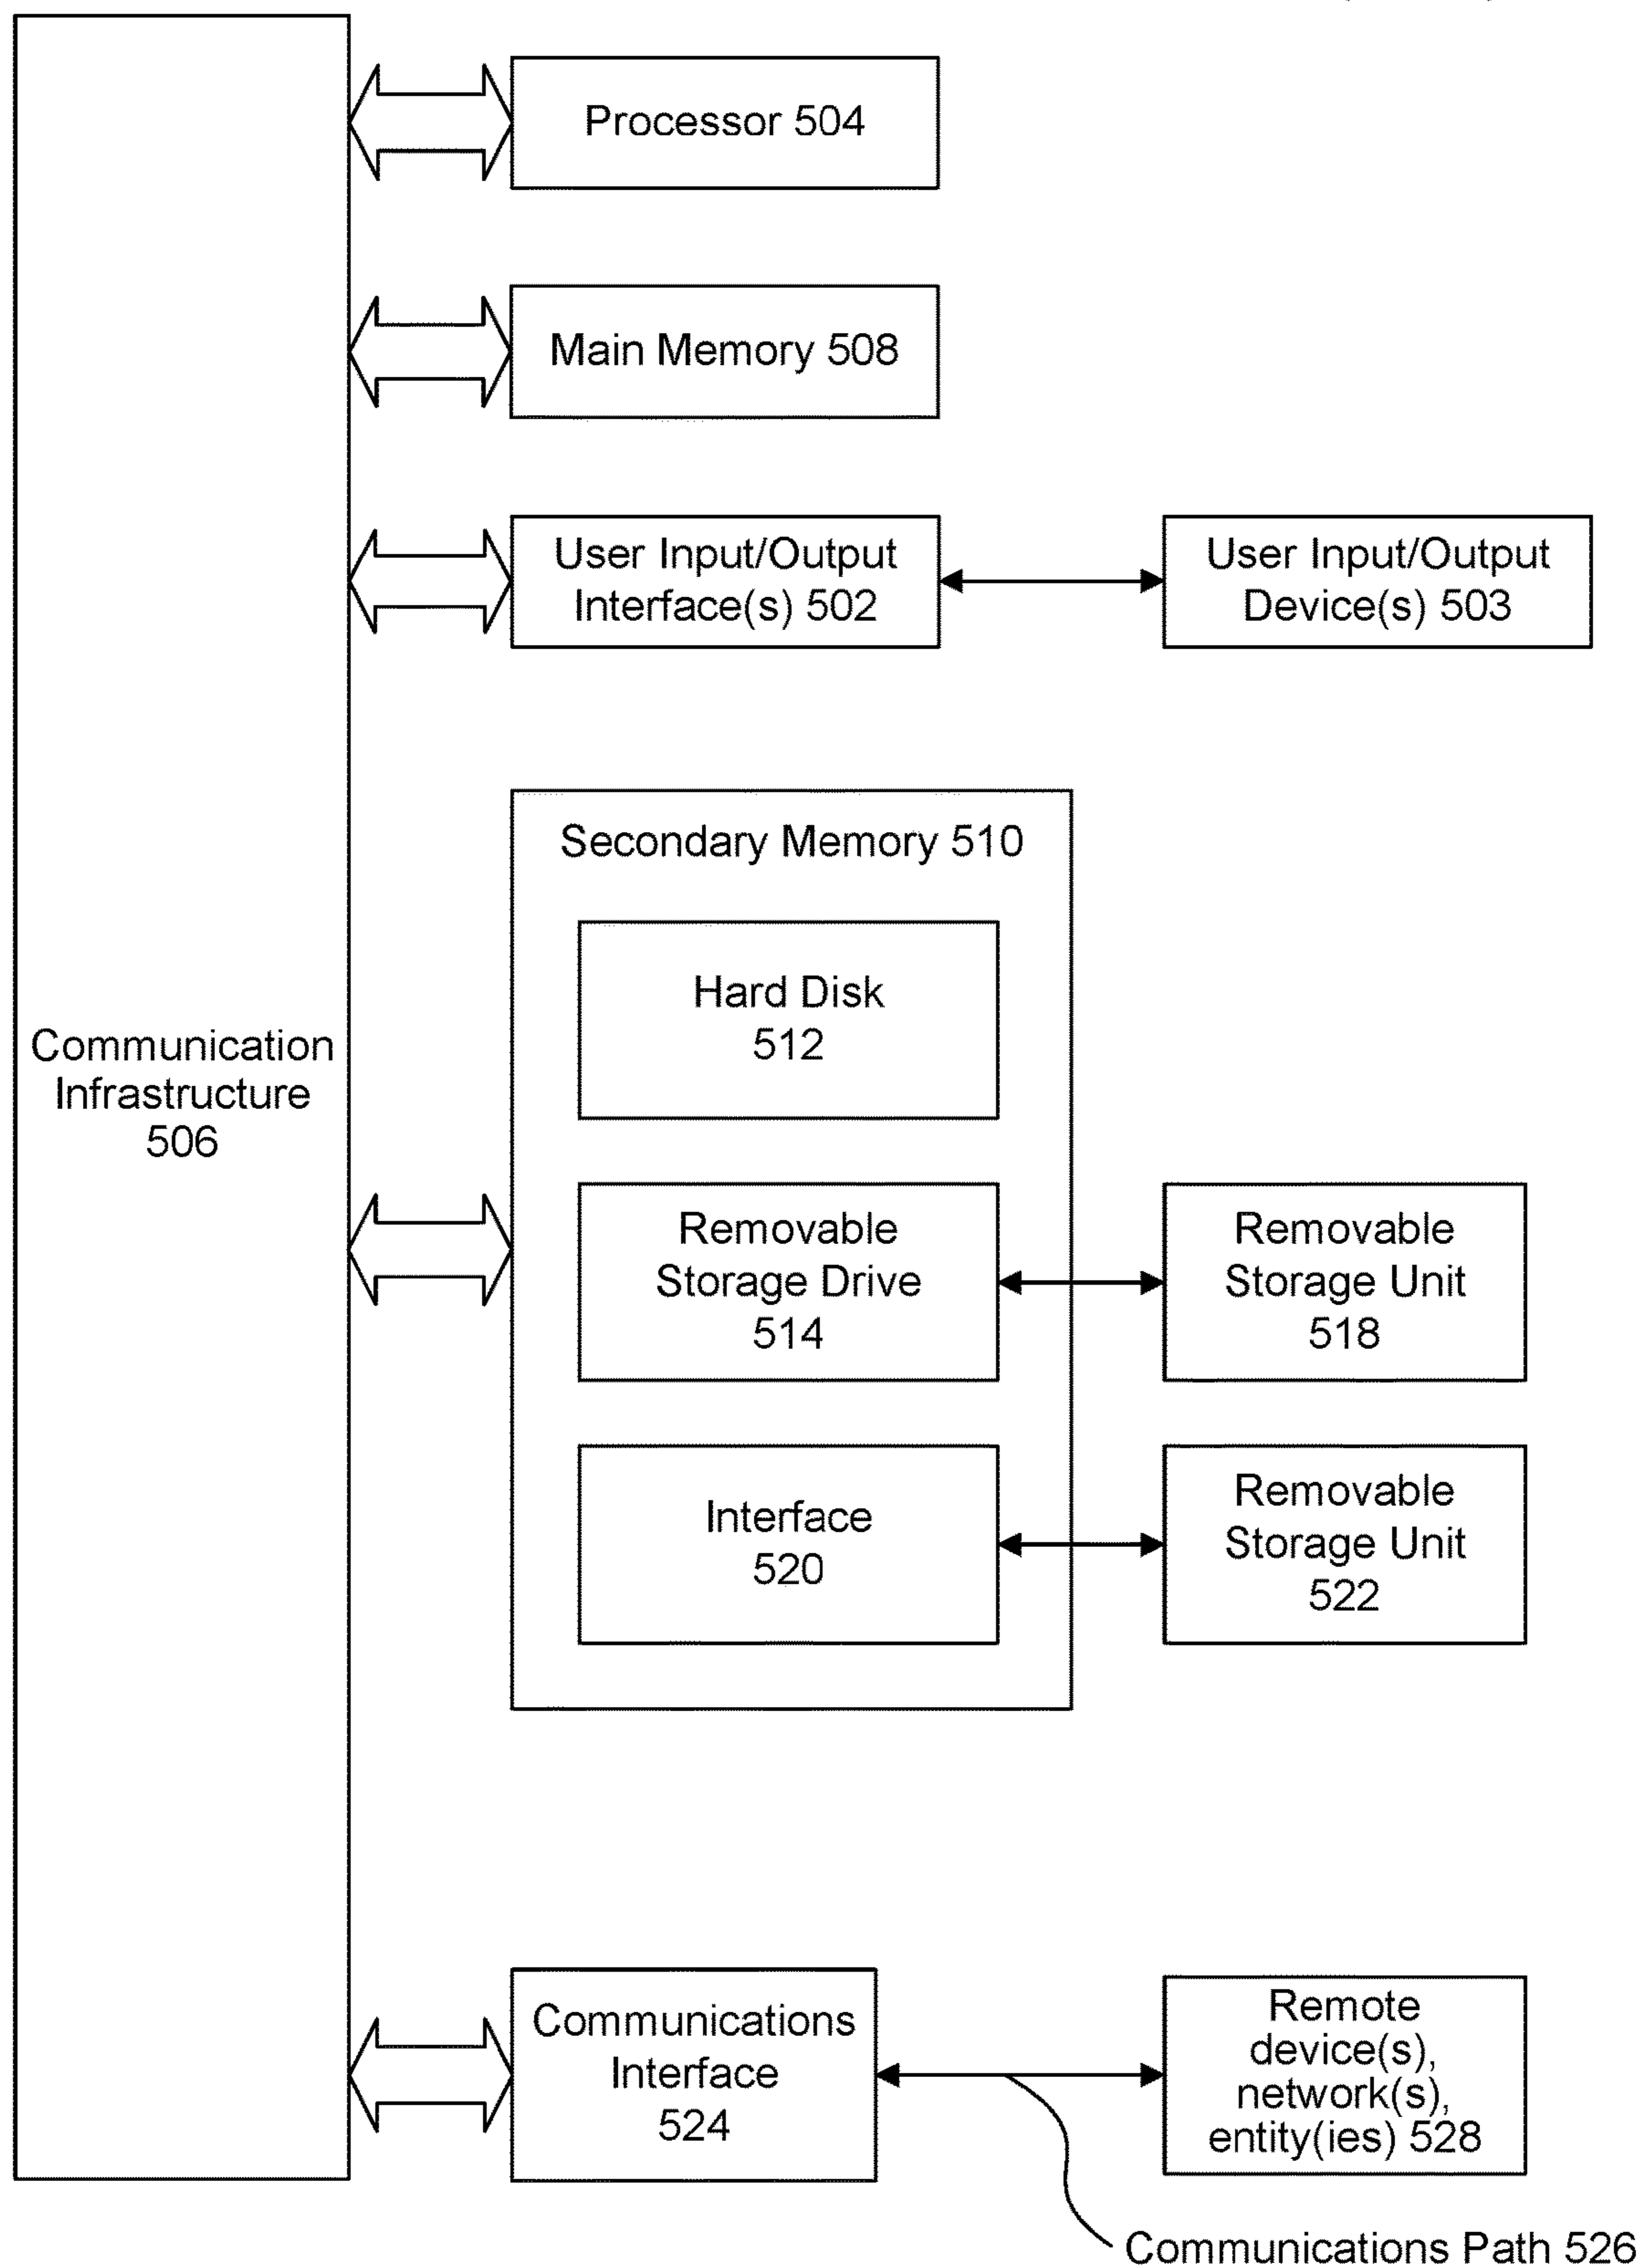 Processor 504
Main Memory 508
User Input/Output
Interface(s) 502
User Input/Output
Device(s) 503
Secondary Memory 510
Hard Disk
512
Communication
Infrastructure
506
Removable
Storage Drive
514
Removable
Storage Unit
518
Interface
520
Removable
Storage Unit
522
Communications
Interface
524
Remote
device(s),
network(s),
entity(ies) 528
Communications Path 526